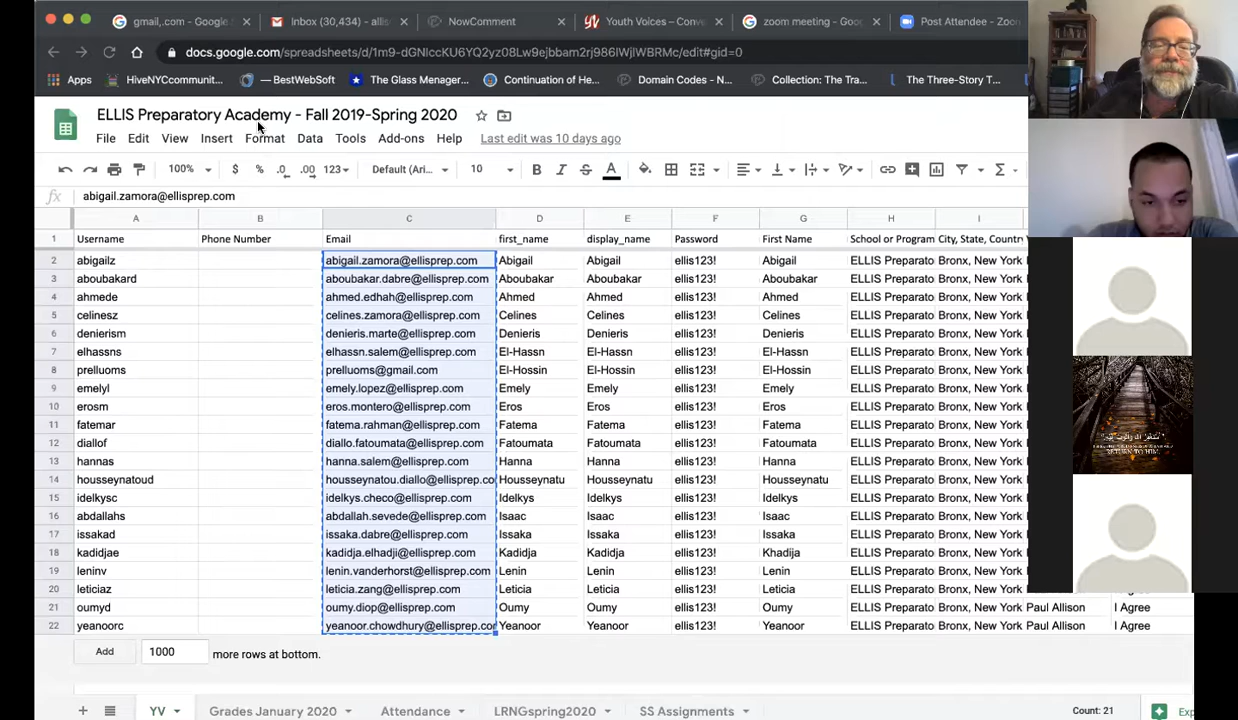 gmail,.com - Google
Inbox (30,434) - allis
NowComment
Youth Voices – Conve
zoom meeting - Goo
Post Attendee - Zoo
docs.google.com/spreadsheets/d/1m9-
/edit#gid=0
Apps HiveNYCcommunit... — BestWebSoft The Glass Menager... Continuation of He... Domain Codes - N... Collection: The Tra... The Three-Story T...
ELLIS Preparatory Academy - Fall 2019-Spring 2020
File Edit View Insert Format Data Tools Add-ons Help Last edit was 10 days ago
100% $ % .0 .00 123 Default (Ari... 10 B I S A
fx abigail.zamora@ellisprep.com
A B C D E F G H I
1 Username Phone Number Email first_name display_name Password First Name School or Program City, State, Country
2 abigailz abigail.zamora@ellisprep.com Abigail Abigail ellis123! Abigail ELLIS Preparato Bronx, New York
3 aboubakard aboubakar.dabre@ellisprep.com Aboubakar Aboubakar ellis123! Aboubakar ELLIS Preparato Bronx, New York
4 ahmede ahmed.edhah@ellisprep.com Ahmed Ahmed ellis123! Ahmed ELLIS Preparato Bronx, New York
5 celinesz celines.zamora@ellisprep.com Celines Celines ellis123! Celines ELLIS Preparato Bronx, New York
6 denierism denieris.marte@ellisprep.com Denieris Denieris ellis123! Denieris ELLIS Preparato Bronx, New York
7 elhassns elhassn.salem@ellisprep.com El-Hassn El-Hassn ellis123! El-Hassn ELLIS Preparato Bronx, New York
8 prelluoms prelluoms@gmail.com El-Hossin El-Hossin ellis123! El-Hossin ELLIS Preparato Bronx, New York
9 emelyl emely.lopez@ellisprep.com Emely Emely ellis123! Emely ELLIS Preparato Bronx, New York
10 erosm eros.montero@ellisprep.com Eros Eros ellis123! Eros ELLIS Preparato Bronx, New York
11 fatemar fatema.rahman@ellisprep.com Fatema Fatema ellis123! Fatema ELLIS Preparato Bronx, New York
12 diallof diallo.fatoumata@ellisprep.com Fatoumata Fatoumata ellis123! Fatoumata ELLIS Preparato Bronx, New York
13 hannas hanna.salem@ellisprep.com Hanna Hanna ellis123! Hanna ELLIS Preparato Bronx, New York
14 housseynatoud housseynatou.diallo@ellisprep.co Housseynatu Housseynatu ellis123! Housseynatu ELLIS Preparato Bronx, New York
15 idelkysc idelkys.checo@ellisprep.com Idelkys Idelkys ellis123! Idelkys ELLIS Preparato Bronx, New York
16 abdallahs abdallah.sevede@ellisprep.com Isaac Isaac ellis123! Isaac ELLIS Preparato Bronx, New York
17 issakad issaka.dabre@ellisprep.com Issaka Issaka ellis123! Issaka ELLIS Preparato Bronx, New York
18 kadidjae kadidja.elhadji@ellisprep.com Kadidja Kadidja ellis123! Khadija ELLIS Preparato Bronx, New York
19 leninv lenin.vanderhorst@ellisprep.com Lenin Lenin ellis123! Lenin ELLIS Preparato Bronx, New York
20 leticiaz leticia.zang@ellisprep.com Leticia Leticia ellis123! Leticia ELLIS Preparato Bronx, New York
21 oumyd oumy.diop@ellisprep.com Oumy Oumy ellis123! Oumy ELLIS Preparato Bronx, New York Paul Allison I Agree
22 yeanoorc yeanoor.chowdhury@ellisprep.cor Yeanoor Yeanoor ellis123! Yeanoor ELLIS Preparato Bronx, New York Paul Allison I Agree
Add 1000 more rows at bottom.
YV Grades January 2020 Attendance LRNGspring2020 SS Assignments Count: 21 Exp
RETURN TO HIM.